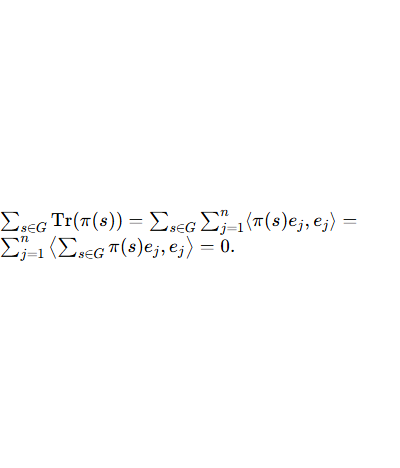 ∑_{s∈G} Tr(π(s)) = ∑_{s∈G} ∑_{j=1}^{n} ⟨π(s)e_j, e_j⟩ =
∑_{j=1}^{n} ⟨∑_{s∈G} π(s)e_j, e_j⟩ = 0.